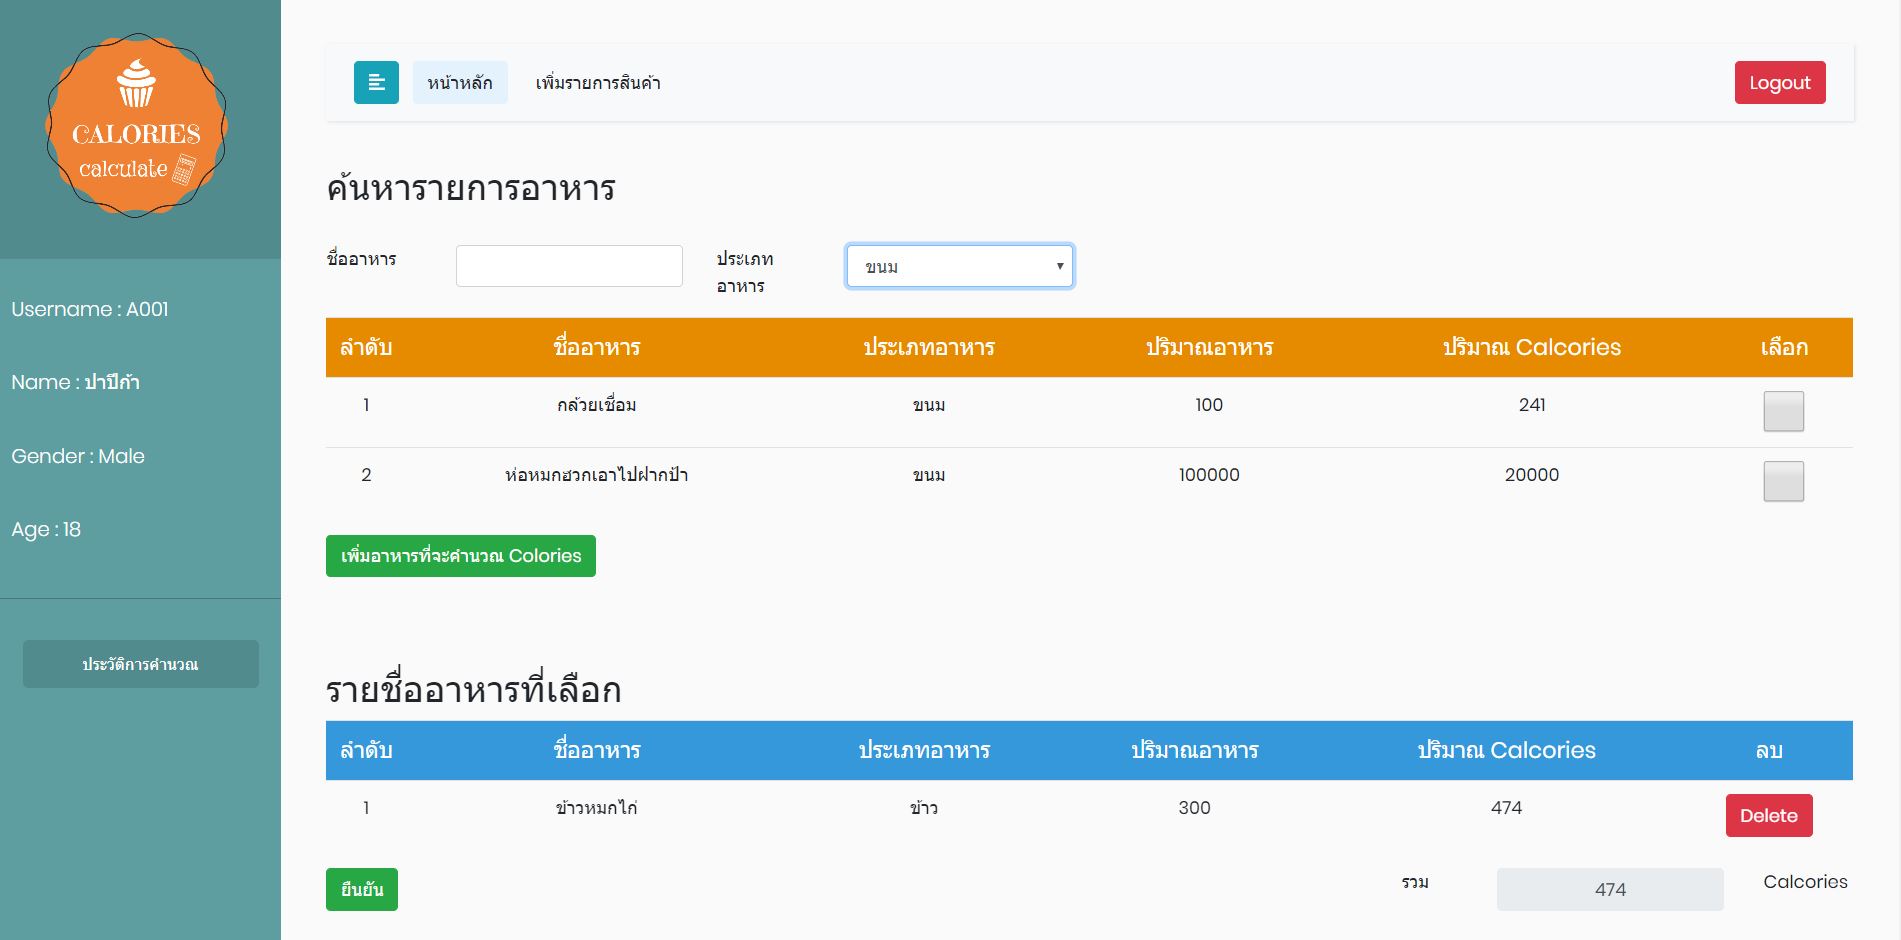 CALORIES
calculate
Username : A001
Name : ปาปีก้า
Gender : Male
Age : 18
ประวัติการคำนวณ
หน้าหลัก เพิ่มรายการสินค้า Logout
ค้นหารายการอาหาร
ชื่ออาหาร ประเภท
อาหาร ขนม
ลำดับ ชื่ออาหาร ประเภทอาหาร ปริมาณอาหาร ปริมาณ Calcories เลือก
1 กล้วยเชื่อม ขนม 100 241
2 ห่อหมกฮวกเอาไปฝากป้า ขนม 100000 20000
เพิ่มอาหารที่จะคำนวณ Colories
รายชื่ออาหารที่เลือก
ลำดับ ชื่ออาหาร ประเภทอาหาร ปริมาณอาหาร ปริมาณ Calcories ลบ
1 ข้าวหมกไก่ ข้าว 300 474 Delete
ยืนยัน รวม 474 Calcories